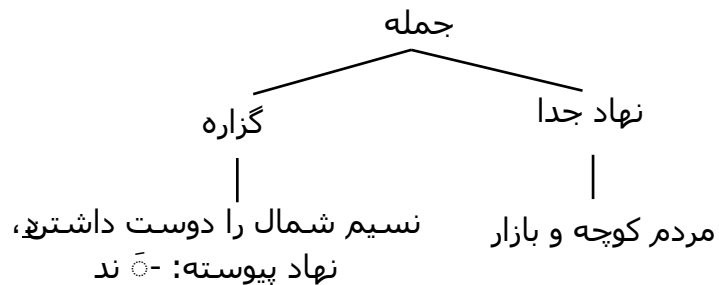 جمله
نهاد جدا
گزاره
مردم کوچه و بازار
نسیم شمال را دوست داشتند،
نهاد پیوسته: -َ ند